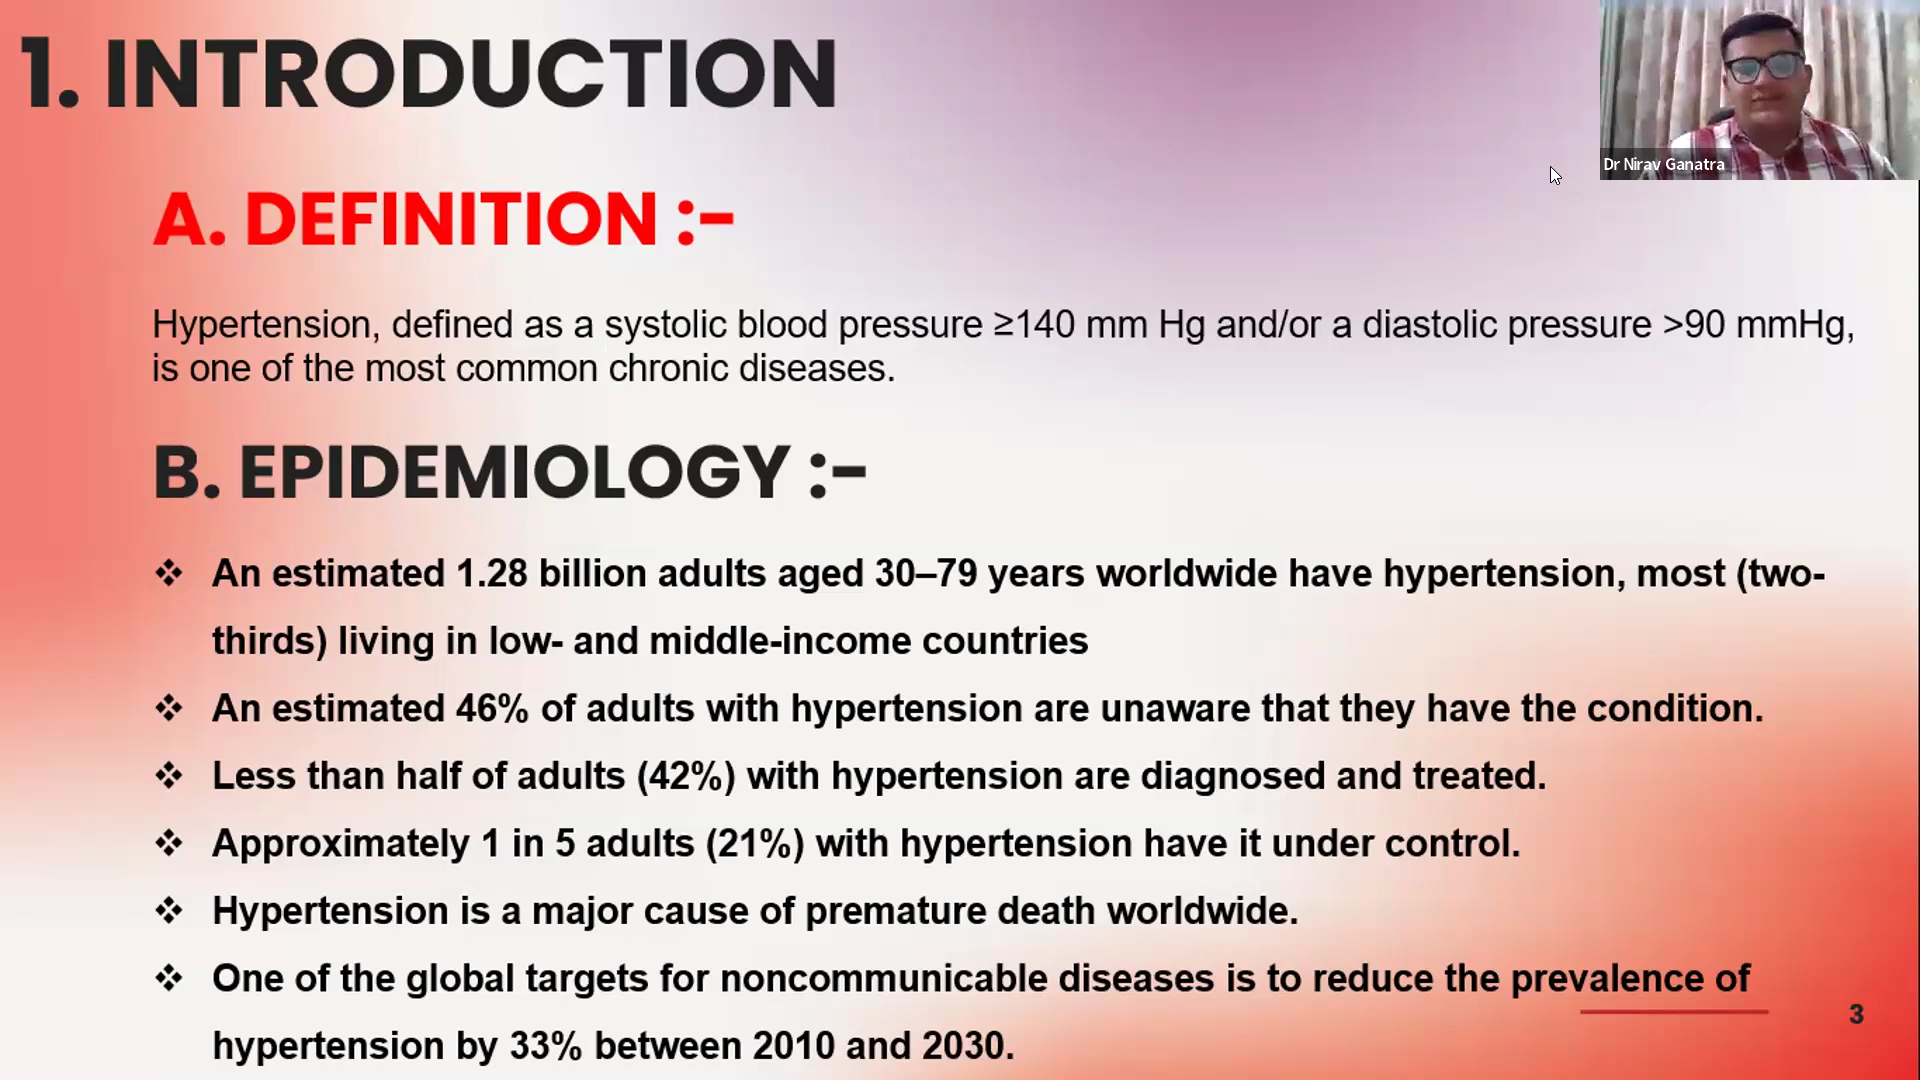 1. INTRODUCTION
Dr Nirav Ganatra
A. DEFINITION :-
Hypertension, defined as a systolic blood pressure ≥140 mm Hg and/or a diastolic pressure >90 mmHg,
is one of the most common chronic diseases.
B. EPIDEMIOLOGY :-
❖ An estimated 1.28 billion adults aged 30–79 years worldwide have hypertension, most (two-
thirds) living in low- and middle-income countries
❖ An estimated 46% of adults with hypertension are unaware that they have the condition.
❖ Less than half of adults (42%) with hypertension are diagnosed and treated.
❖ Approximately 1 in 5 adults (21%) with hypertension have it under control.
❖ Hypertension is a major cause of premature death worldwide.
❖ One of the global targets for noncommunicable diseases is to reduce the prevalence of
hypertension by 33% between 2010 and 2030.
3